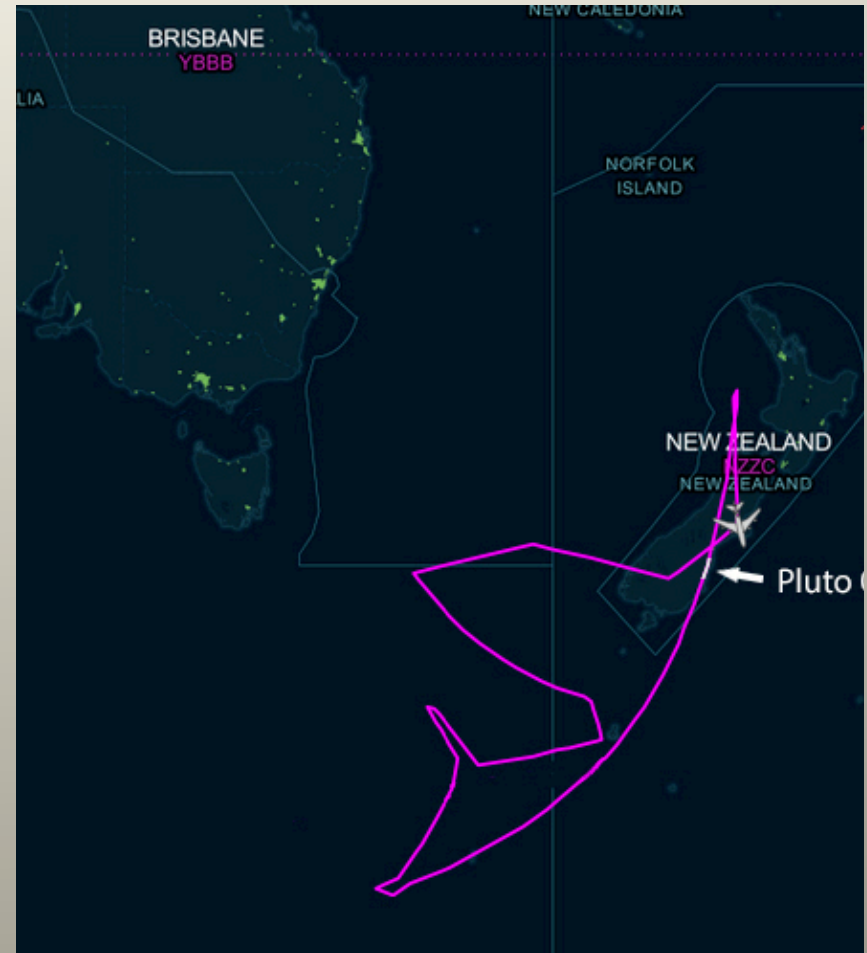 NEW CALEDONIA
BRISBANE
YBBB
LIA
NORFOLK
ISLAND
NEW ZEALAND
NZZC
NEW ZEALAND
Pluto